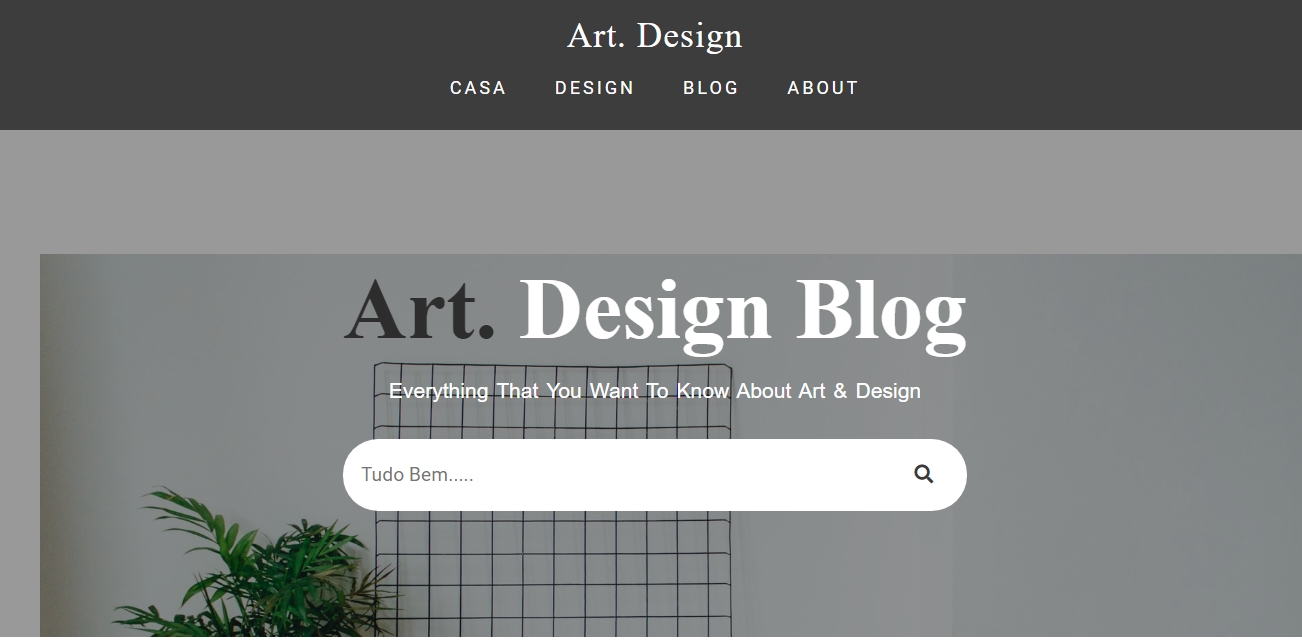 Art. Design
CASA DESIGN BLOG ABOUT
Art. Design Blog
Everything That You Want To Know About Art & Design
Tudo Bem.....